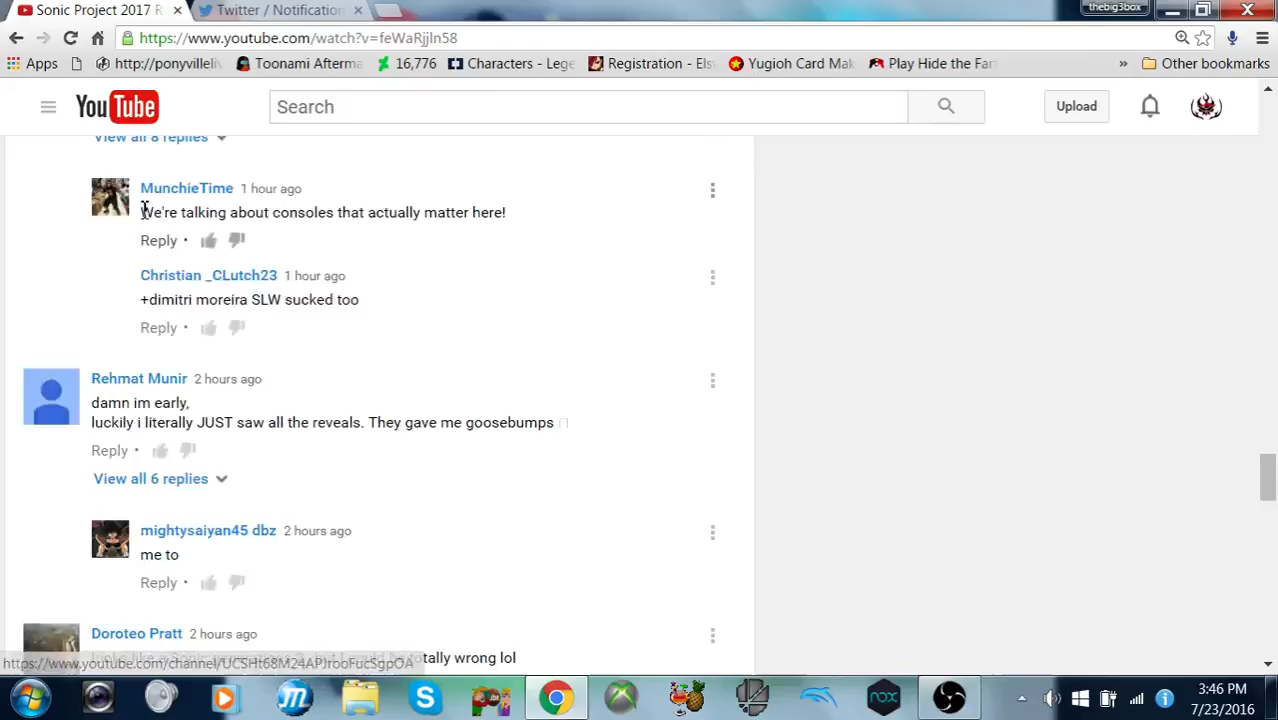 Sonic Project 2017 R
Twitter / Notification
thebig3box
https://www.youtube.com/watch?v=feWaRjjln58
Apps
http://ponyvilleliv
Toonami Afterma
16,776
Characters - Lege
Registration - Els
Yugioh Card Mak
Play Hide the Far
»
Other bookmarks
YouTube
Search
Upload
View all 8 replies
MunchieTime 1 hour ago
We're talking about consoles that actually matter here!
Reply •
Christian _CLutch23 1 hour ago
+dimitri moreira SLW sucked too
Reply •
Rehmat Munir 2 hours ago
damn im early,
luckily i literally JUST saw all the reveals. They gave me goosebumps
Reply •
View all 6 replies
mightysaiyan45 dbz 2 hours ago
me to
Reply •
Doroteo Pratt 2 hours ago
totally wrong lol
https://www.youtube.com/channel/UCSHt68M24APJrooFucSgpOA
nox
3:46 PM
7/23/2016